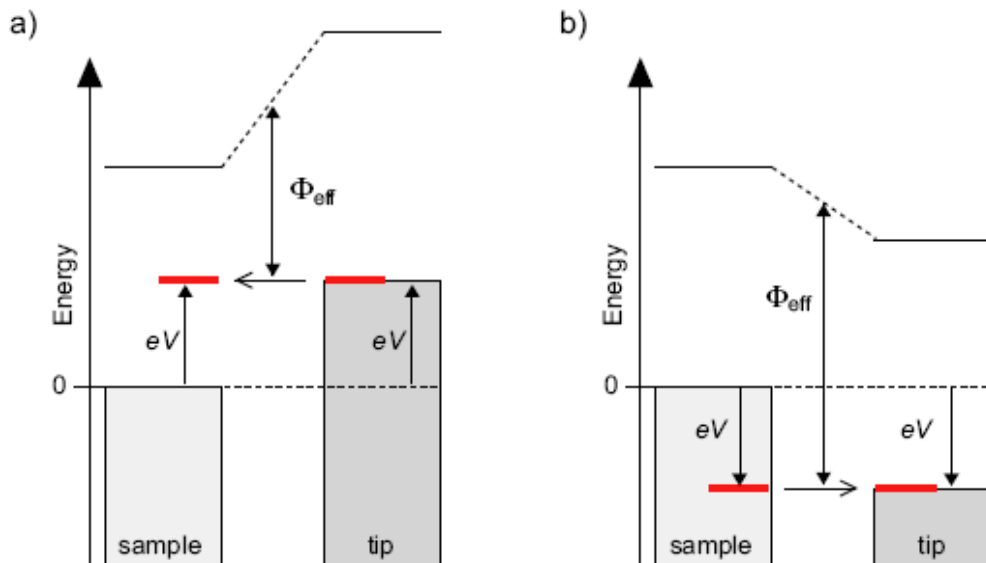 a)
Energy
Φeff
eV
eV
0
sample
tip
b)
Energy
Φeff
eV
eV
0
sample
tip